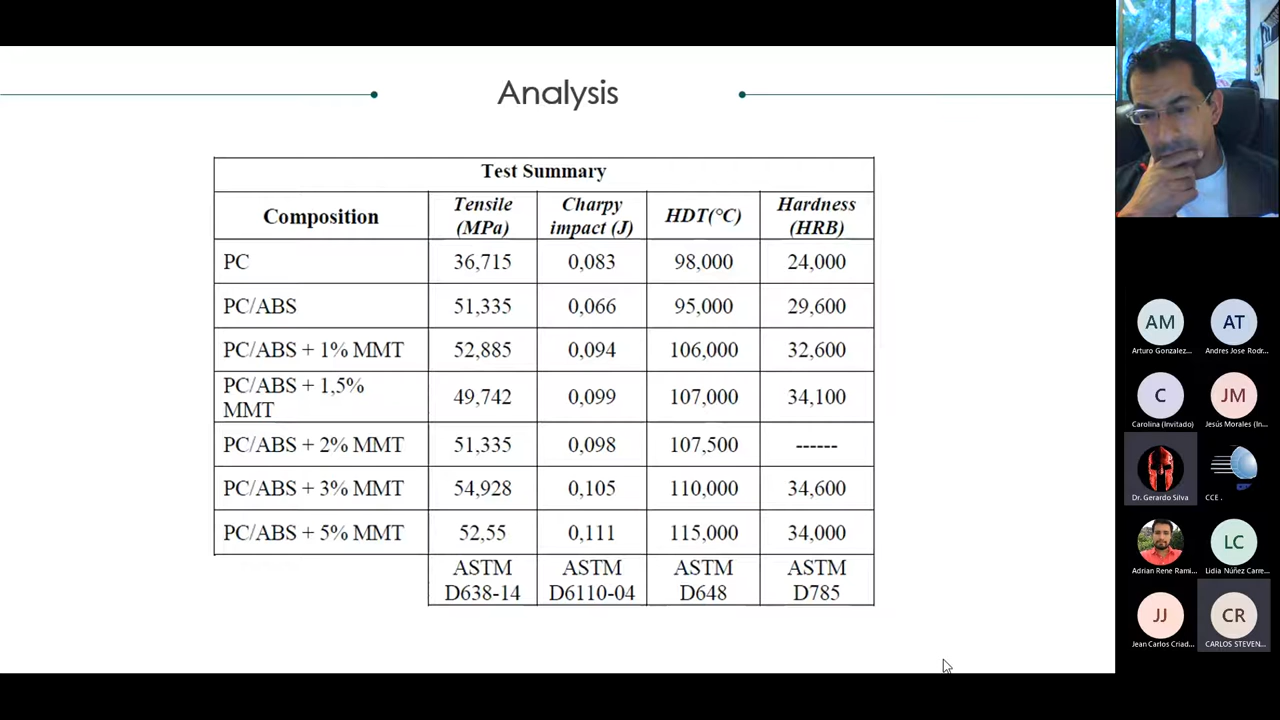 Analysis
Test Summary
Composition Tensile (MPa) Charpy impact (J) HDT(°C) Hardness (HRB)
PC 36,715 0,083 98,000 24,000
PC/ABS 51,335 0,066 95,000 29,600
PC/ABS + 1% MMT 52,885 0,094 106,000 32,600
PC/ABS + 1,5% MMT 49,742 0,099 107,000 34,100
PC/ABS + 2% MMT 51,335 0,098 107,500 ------
PC/ABS + 3% MMT 54,928 0,105 110,000 34,600
PC/ABS + 5% MMT 52,55 0,111 115,000 34,000
ASTM D638-14 ASTM D6110-04 ASTM D648 ASTM D785
AM AT
Arturo Gonzalez... Andres Jose Rodr...
C JM
Carolina (Invitado) Jesús Morales (In...
Dr. Gerardo Silva CCE .
LC
Adrian Rene Rami... Lidia Núñez Carre...
JJ CR
Jean Carlos Criad... CARLOS STEVEN...